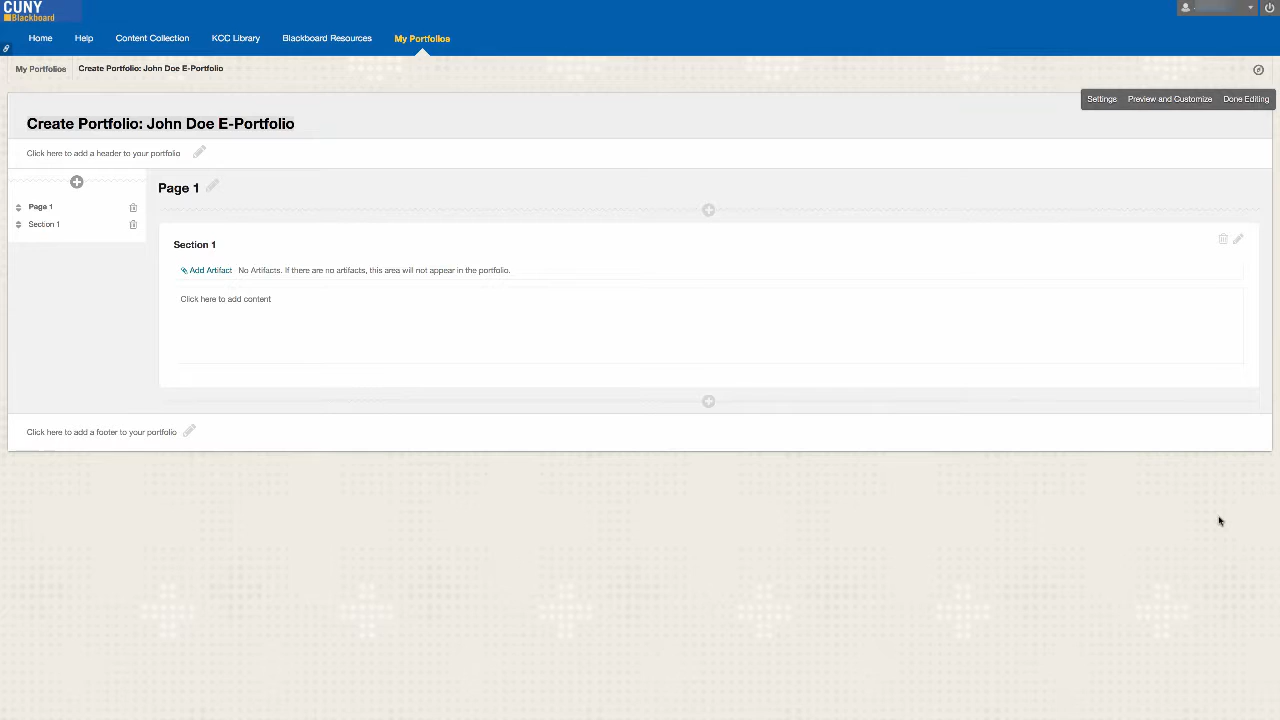 CUNY
Blackboard
Home Help Content Collection KCC Library Blackboard Resources My Portfolios
My Portfolios Create Portfolio: John Doe E-Portfolio
Settings Preview and Customize Done Editing
Create Portfolio: John Doe E-Portfolio
Click here to add a header to your portfolio
Page 1
Section 1
Page 1
Section 1
Add Artifact No Artifacts. If there are no artifacts, this area will not appear in the portfolio.
Click here to add content
Click here to add a footer to your portfolio